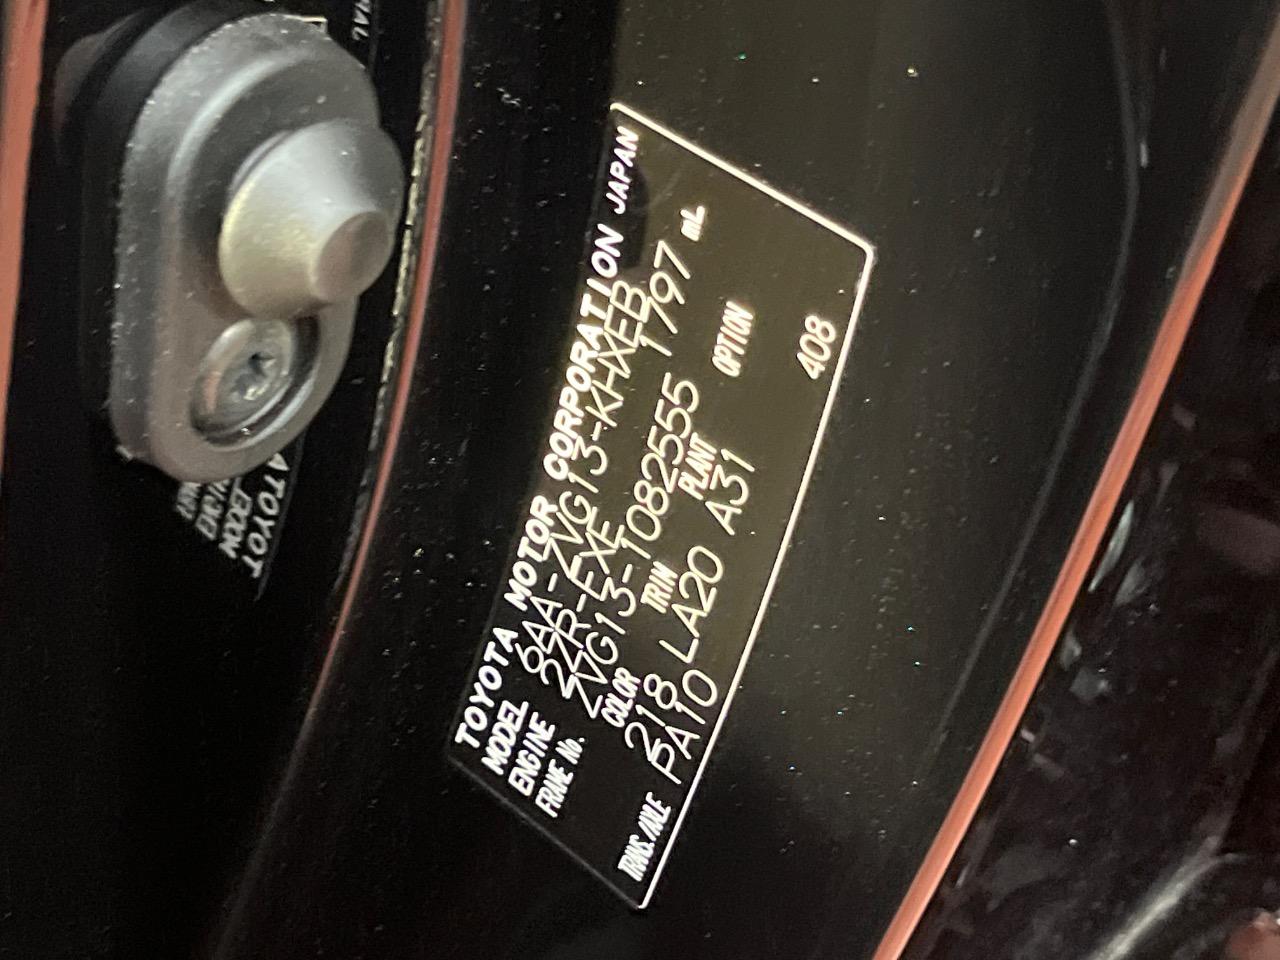 TOYOTA MOTOR CORPORATION JAPAN
MODEL 6AA-ZVG13-KHXEB
ENGINE 2ZR-FXE 1797 mL
FRAME No. ZVG13-1082555
COLOR TRIM PLANT OPTION
218 LA20 A31
TRANS./AXLE PA10 408